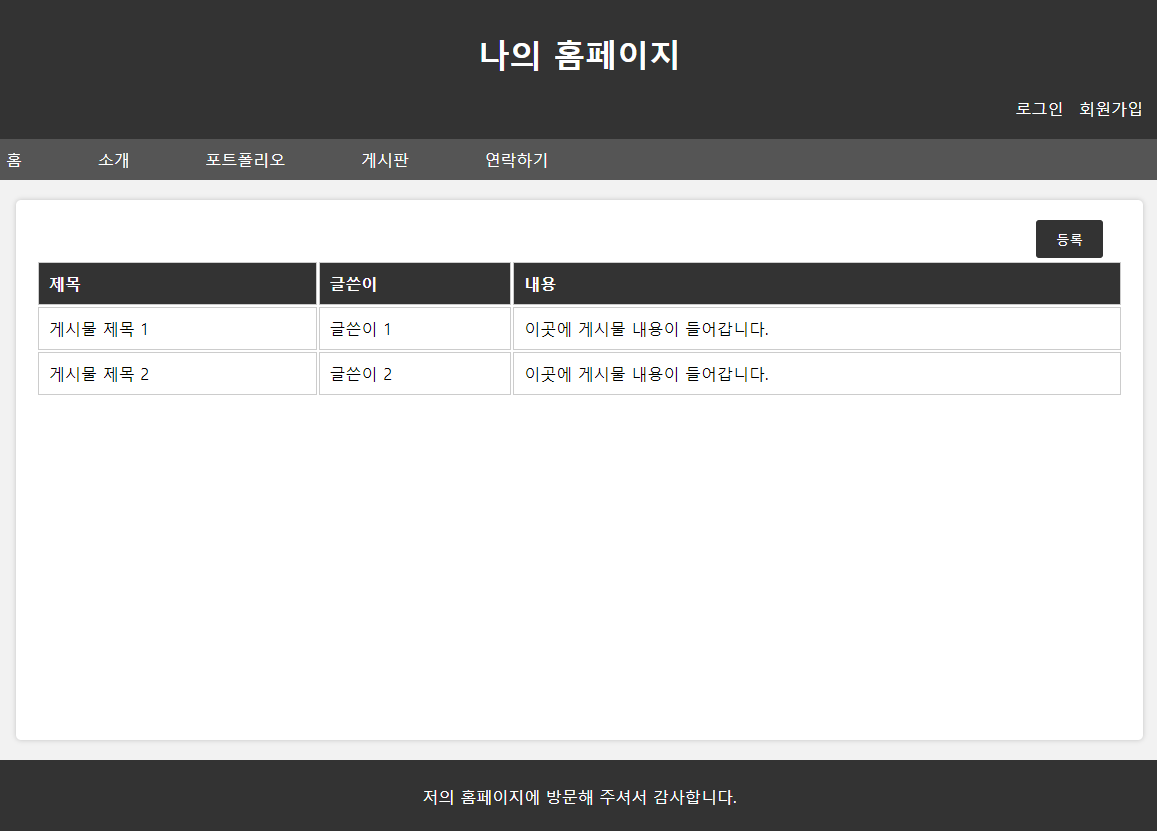 나의 홈페이지
로그인 회원가입
홈 소개 포트폴리오 게시판 연락하기
등록
제목 글쓴이 내용
게시물 제목 1 글쓴이 1 이곳에 게시물 내용이 들어갑니다.
게시물 제목 2 글쓴이 2 이곳에 게시물 내용이 들어갑니다.
저의 홈페이지에 방문해 주셔서 감사합니다.